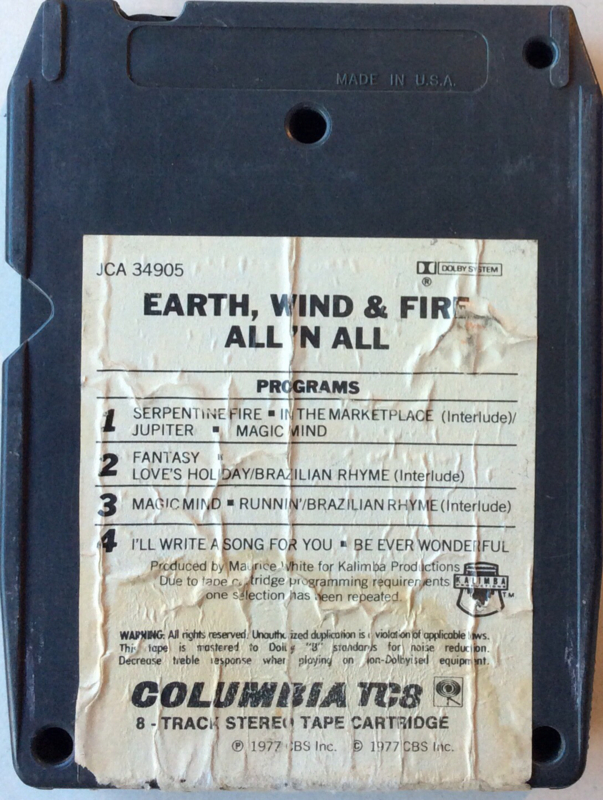 MADE IN U.S.A.
JCA 34905
DOLBY SYSTEM
®
EARTH, WIND & FIRE
ALL 'N ALL
PROGRAMS
1 SERPENTINE FIRE ▪ IN THE MARKETPLACE (Interlude)/
JUPITER ▪ MAGIC MIND
2 FANTASY ▪
LOVE'S HOLIDAY/BRAZILIAN RHYME (Interlude)
3 MAGIC MIND ▪ RUNNIN'/BRAZILIAN RHYME (Interlude)
4 I'LL WRITE A SONG FOR YOU ▪ BE EVER WONDERFUL
Produced by Maurice White for Kalimba Productions
Due to tape cartridge programming requirements
one selection has been repeated.
KALIMBA
PRODUCTIONS
TM
WARNING: All rights reserved. Unauthorized duplication is a violation of applicable laws.
This tape is mastered to Dolby "B" standards for noise reduction.
Decrease treble response when playing on non-Dolbyised equipment.
COLUMBIA TC8
8-TRACK STEREO TAPE CARTRIDGE
℗ 1977 CBS Inc. © 1977 CBS Inc.